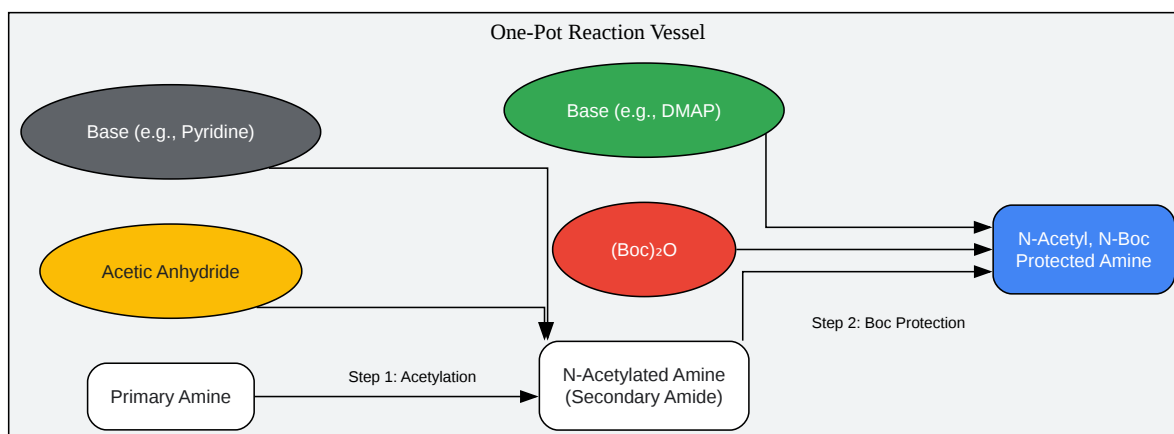 One-Pot Reaction Vessel
Base (e.g., Pyridine)
Base (e.g., DMAP)
Acetic Anhydride
(Boc)₂O
N-Acetyl, N-Boc
Protected Amine
Step 2: Boc Protection
Primary Amine
Step 1: Acetylation
N-Acetylated Amine
(Secondary Amide)